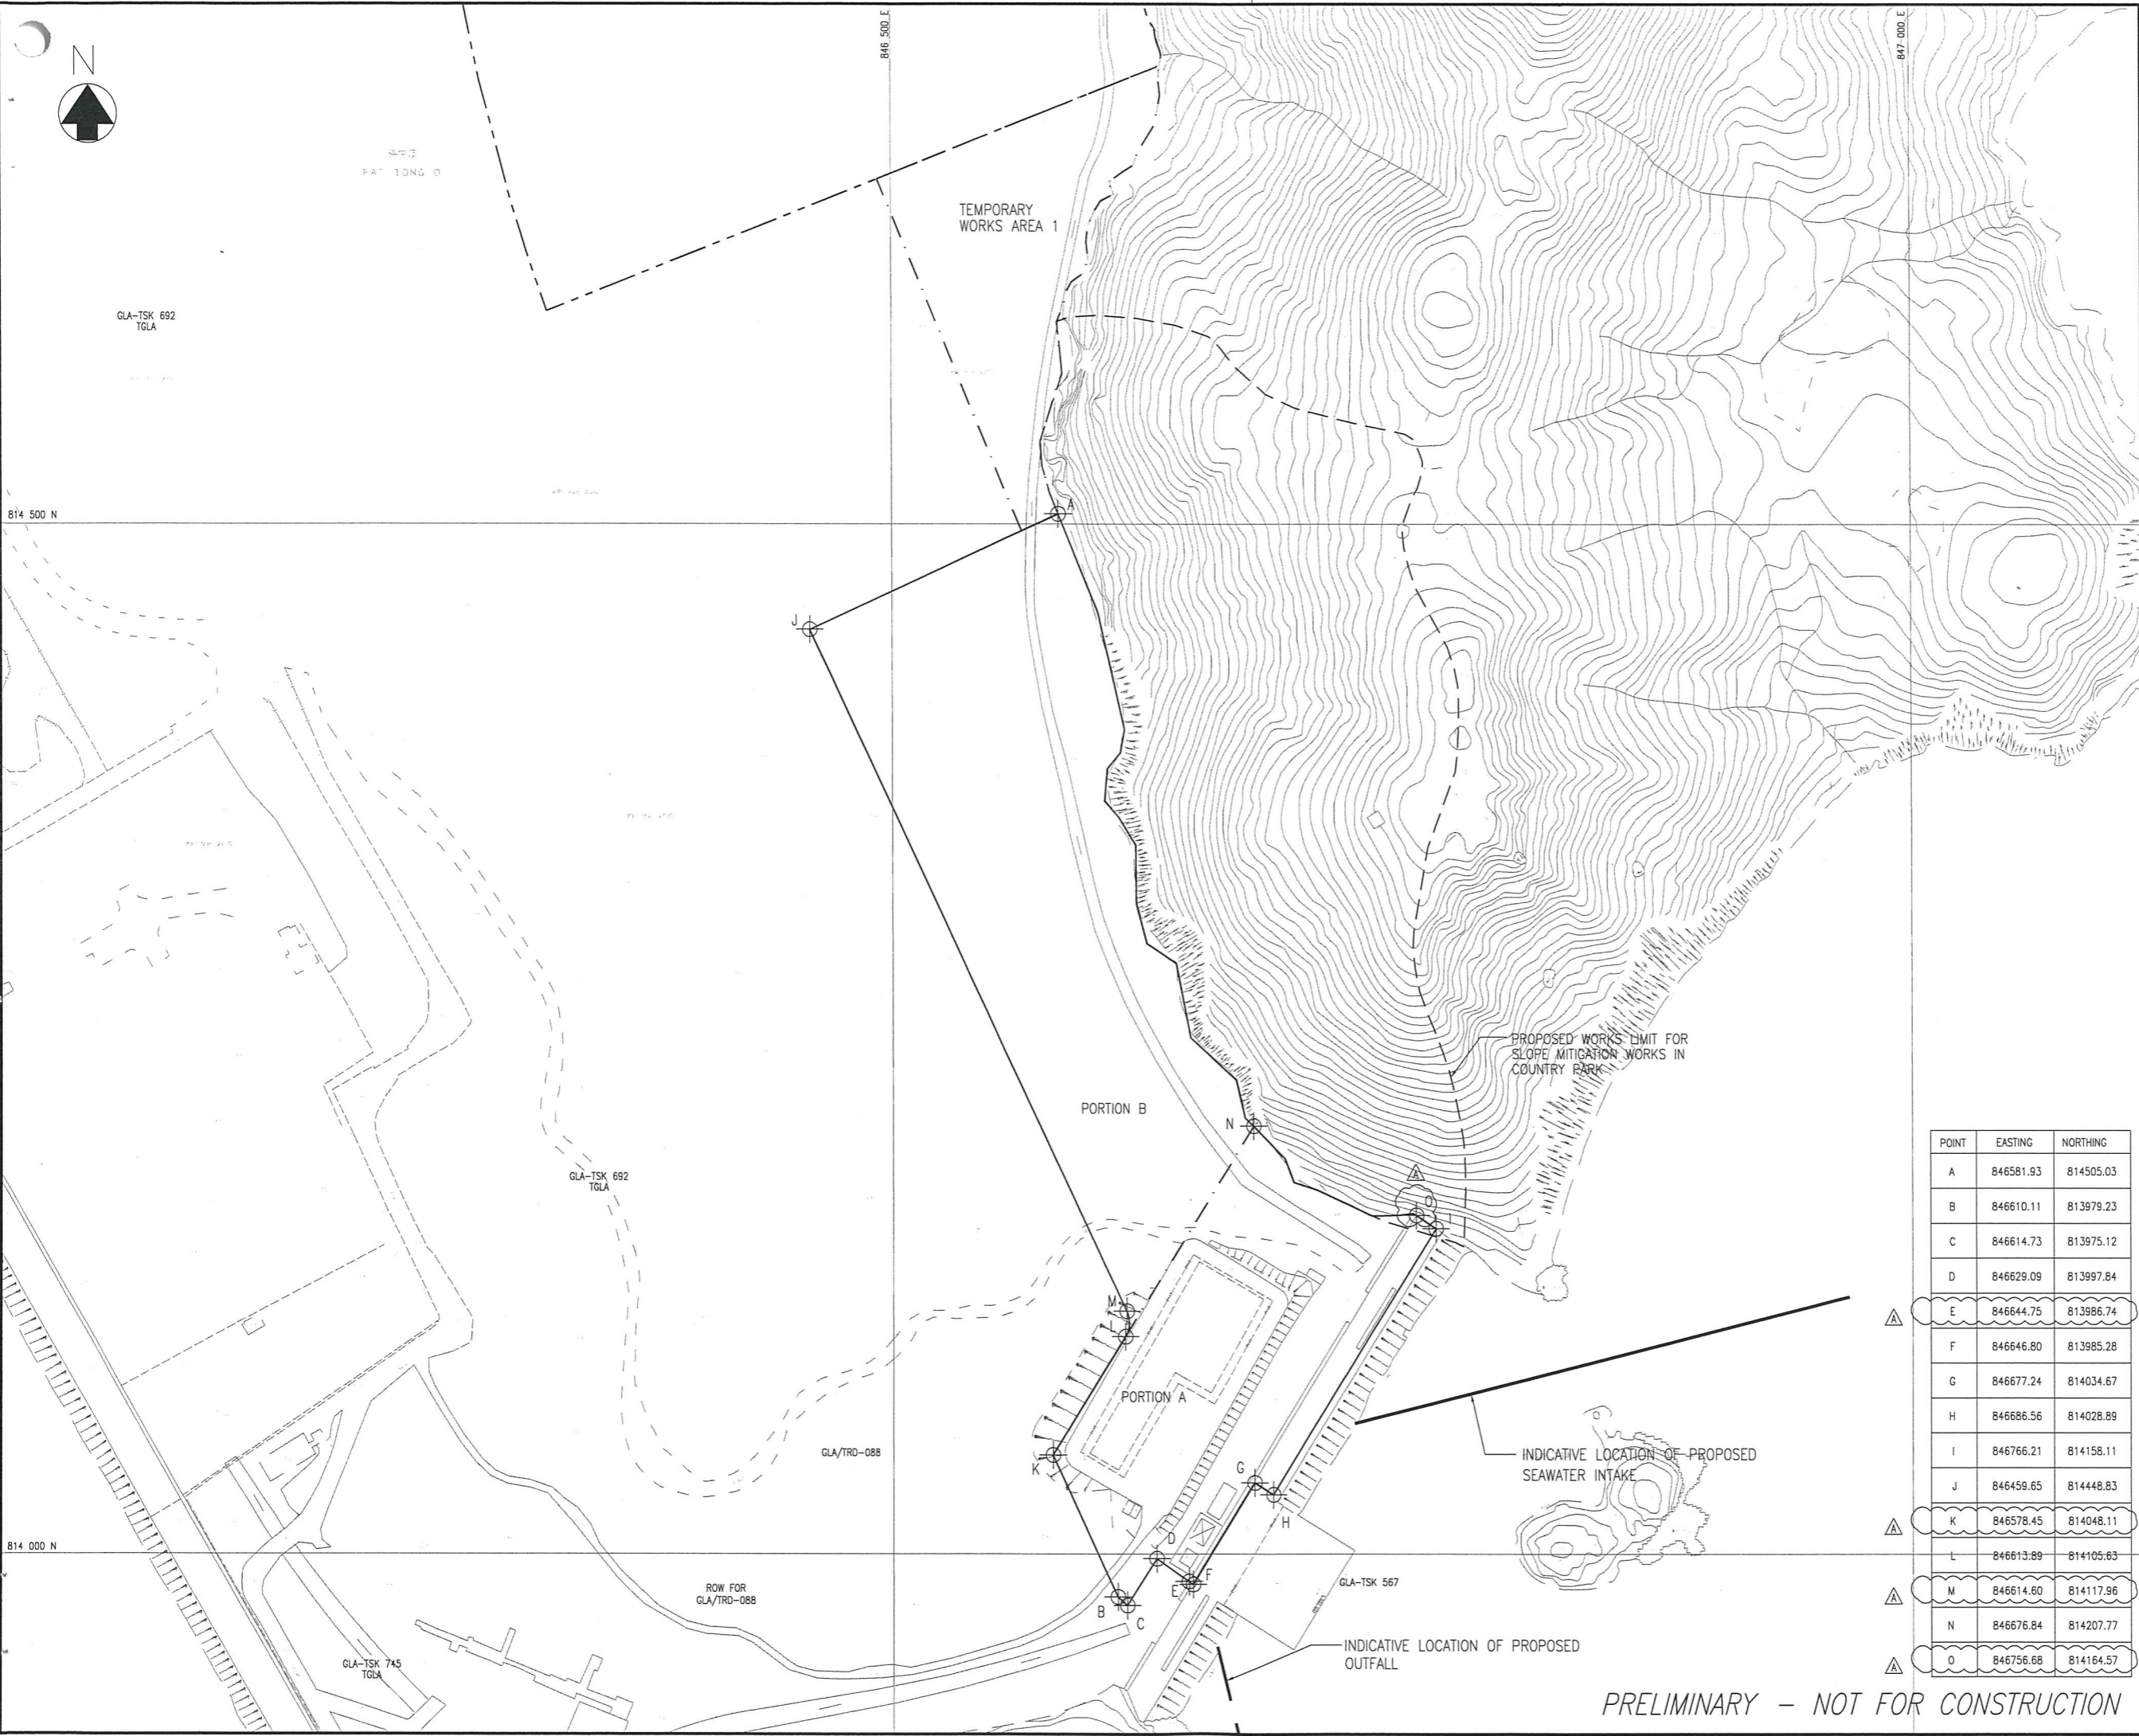 846 500 E
847 000 E
N
TONG O
TEMPORARY
WORKS AREA 1
GLA-TSK 692
TGLA
814 500 N
A
J
PROPOSED WORKS LIMIT FOR
SLOPE MITIGATION WORKS IN
COUNTRY PARK
PORTION B
N
A
O
I
GLA-TSK 692
TGLA
M
L
PORTION A
GLA/TRD-088
K
G
H
INDICATIVE LOCATION OF PROPOSED
SEAWATER INTAKE
814 000 N
D
F
E
B
C
GLA-TSK 567
ROW FOR
GLA/TRD-088
GLA-TSK 745
TGLA
INDICATIVE LOCATION OF PROPOSED
OUTFALL
POINT EASTING NORTHING
A 846581.93 814505.03
B 846610.11 813979.23
C 846614.73 813975.12
D 846629.09 813997.84
A E 846644.75 813986.74
F 846646.80 813985.28
G 846677.24 814034.67
H 846686.56 814028.89
I 846766.21 814158.11
J 846459.65 814448.83
A K 846578.45 814048.11
L 846613.89 814105.63
A M 846614.60 814117.96
N 846676.84 814207.77
A O 846756.68 814164.57
PRELIMINARY - NOT FOR CONSTRUCTION